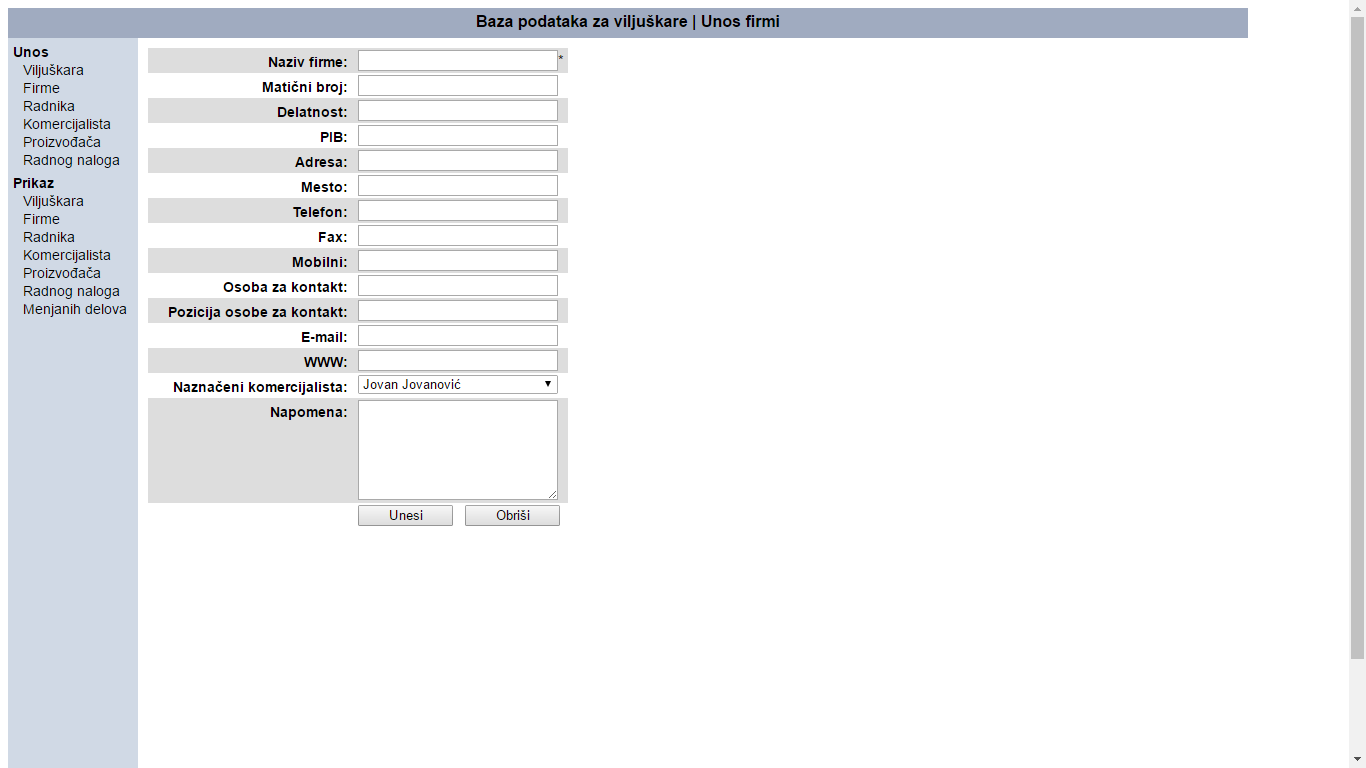 Baza podataka za viljuškare | Unos firmi
Unos
Viljuškara
Firme
Radnika
Komercijalista
Proizvođača
Radnog naloga
Prikaz
Viljuškara
Firme
Radnika
Komercijalista
Proizvođača
Radnog naloga
Menjanih delova
Naziv firme: *
Matični broj:
Delatnost:
PIB:
Adresa:
Mesto:
Telefon:
Fax:
Mobilni:
Osoba za kontakt:
Pozicija osobe za kontakt:
E-mail:
WWW:
Naznačeni komercijalista: Jovan Jovanović
Napomena:
Unesi Obriši